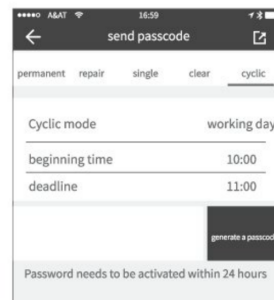 A&AT 16:59
send passcode
permanent repair single clear cyclic
Cyclic mode working day
beginning time 10:00
deadline 11:00
generate a passcod
Password needs to be activated within 24 hours